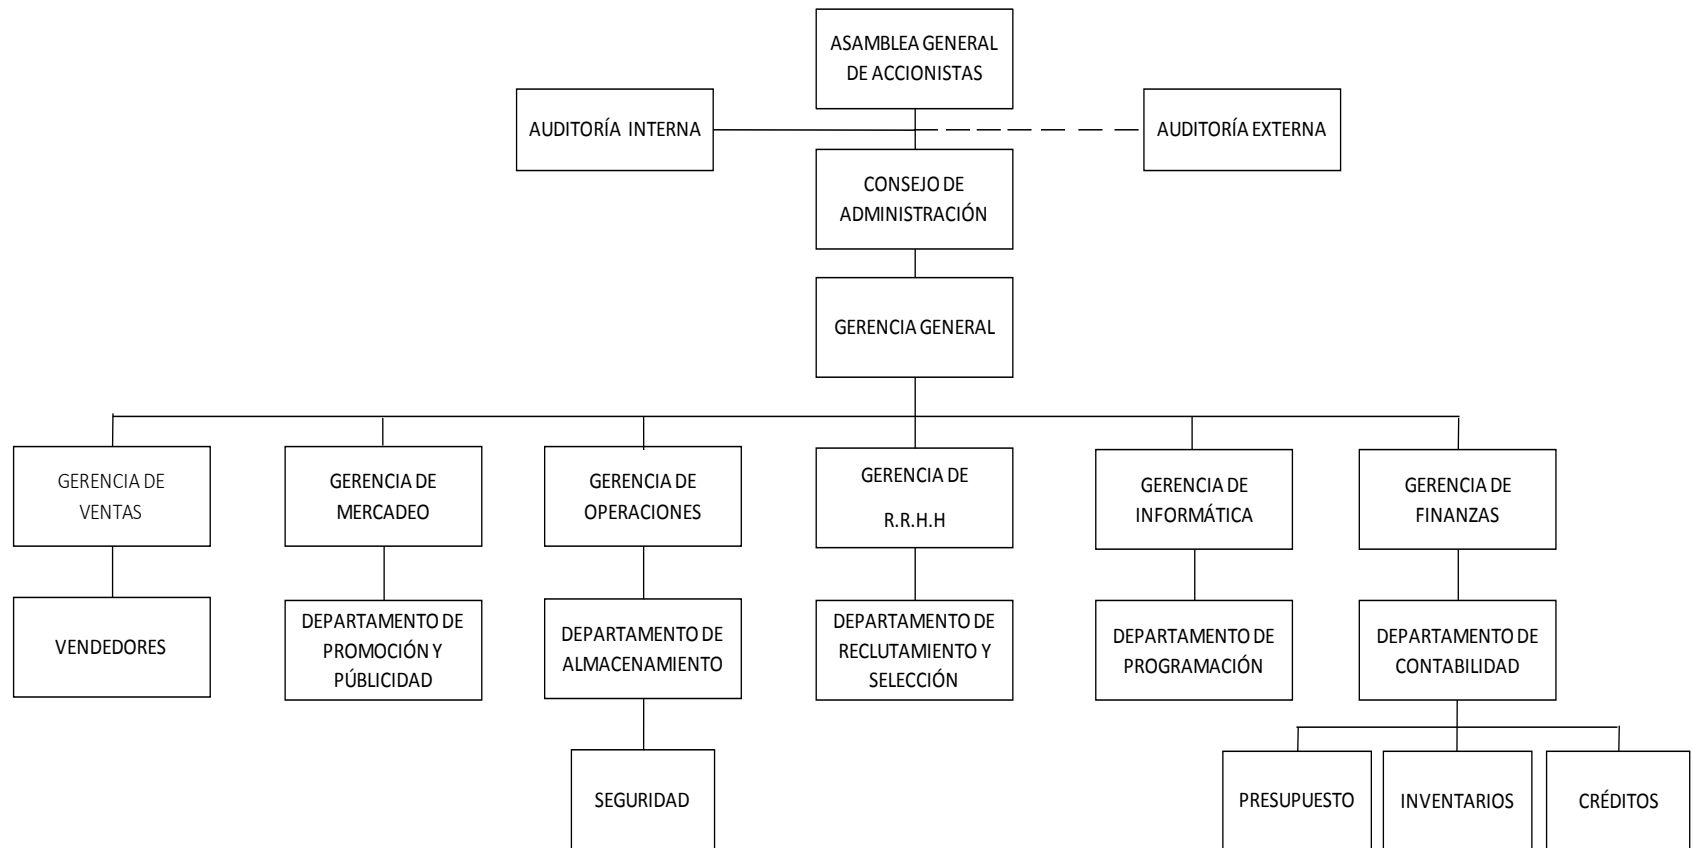 ASAMBLEA GENERAL
DE ACCIONISTAS
AUDITORÍA INTERNA
AUDITORÍA EXTERNA
CONSEJO DE
ADMINISTRACIÓN
GERENCIA GENERAL
GERENCIA DE
VENTAS
GERENCIA DE
MERCADEO
GERENCIA DE
OPERACIONES
GERENCIA DE
R.R.H.H
GERENCIA DE
INFORMÁTICA
GERENCIA DE
FINANZAS
VENDEDORES
DEPARTAMENTO DE
PROMOCIÓN Y
PÚBLICIDAD
DEPARTAMENTO DE
ALMACENAMIENTO
DEPARTAMENTO DE
RECLUTAMIENTO Y
SELECCIÓN
DEPARTAMENTO DE
PROGRAMACIÓN
DEPARTAMENTO DE
CONTABILIDAD
SEGURIDAD
PRESUPUESTO
INVENTARIOS
CRÉDITOS